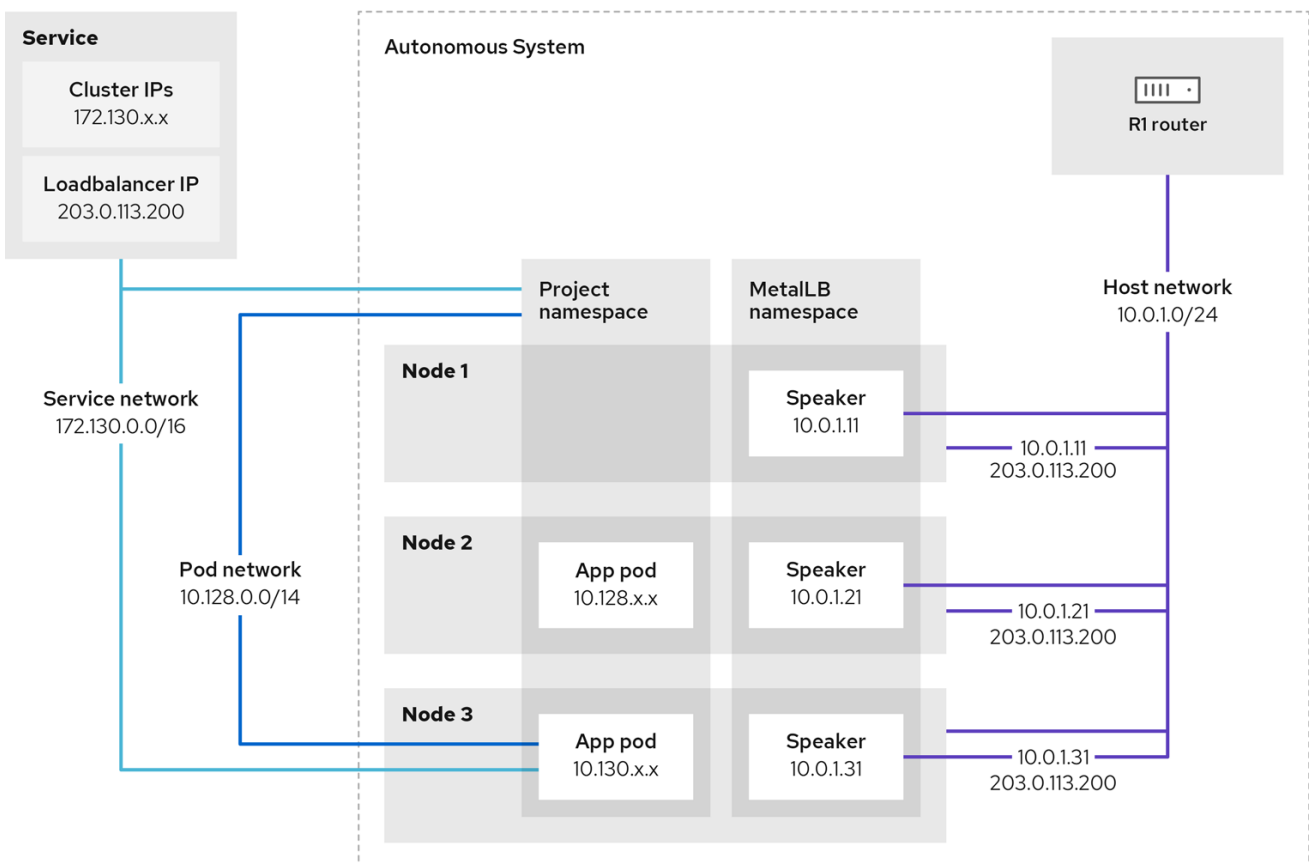 Service
Cluster IPs
172.130.x.x
Loadbalancer IP
203.0.113.200
Autonomous System
R1 router
Project
namespace
MetalLB
namespace
Host network
10.0.1.0/24
Service network
172.130.0.0/16
Pod network
10.128.0.0/14
Node 1
Speaker
10.0.1.11
10.0.1.11
203.0.113.200
Node 2
App pod
10.128.x.x
Speaker
10.0.1.21
10.0.1.21
203.0.113.200
Node 3
App pod
10.130.x.x
Speaker
10.0.1.31
10.0.1.31
203.0.113.200